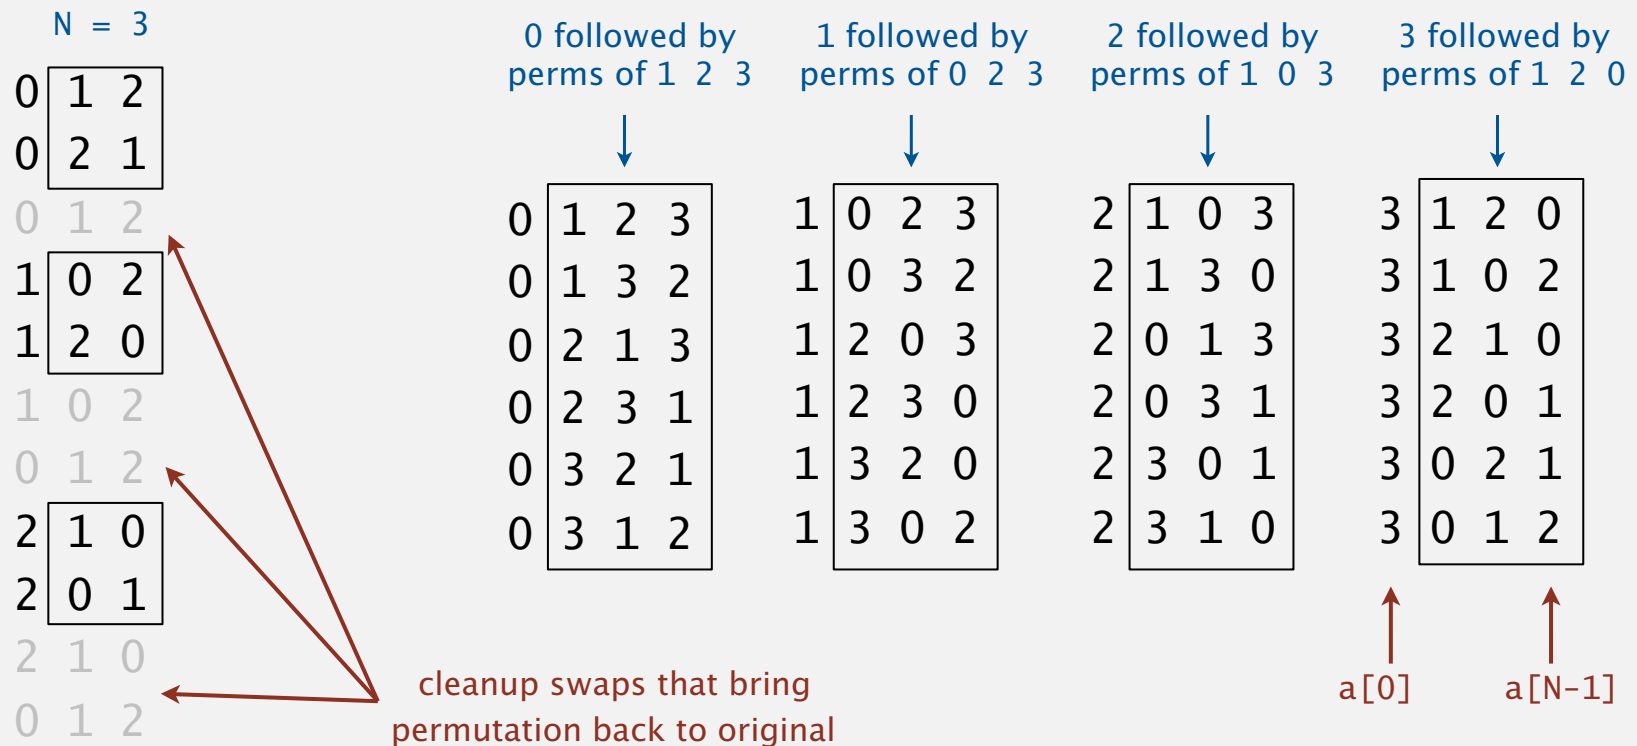 N = 3
0 1 2
0 2 1
0 1 2
1 0 2
1 2 0
1 0 2
0 1 2
2 1 0
2 0 1
2 1 0
0 1 2
cleanup swaps that bring
permutation back to original
0 followed by
perms of 1 2 3
0 1 2 3
0 1 3 2
0 2 1 3
0 2 3 1
0 3 2 1
0 3 1 2
1 followed by
perms of 0 2 3
1 0 2 3
1 0 3 2
1 2 0 3
1 2 3 0
1 3 2 0
1 3 0 2
2 followed by
perms of 1 0 3
2 1 0 3
2 1 3 0
2 0 1 3
2 0 3 1
2 3 0 1
2 3 1 0
3 followed by
perms of 1 2 0
3 1 2 0
3 1 0 2
3 2 1 0
3 2 0 1
3 0 2 1
3 0 1 2
a[0]
a[N-1]